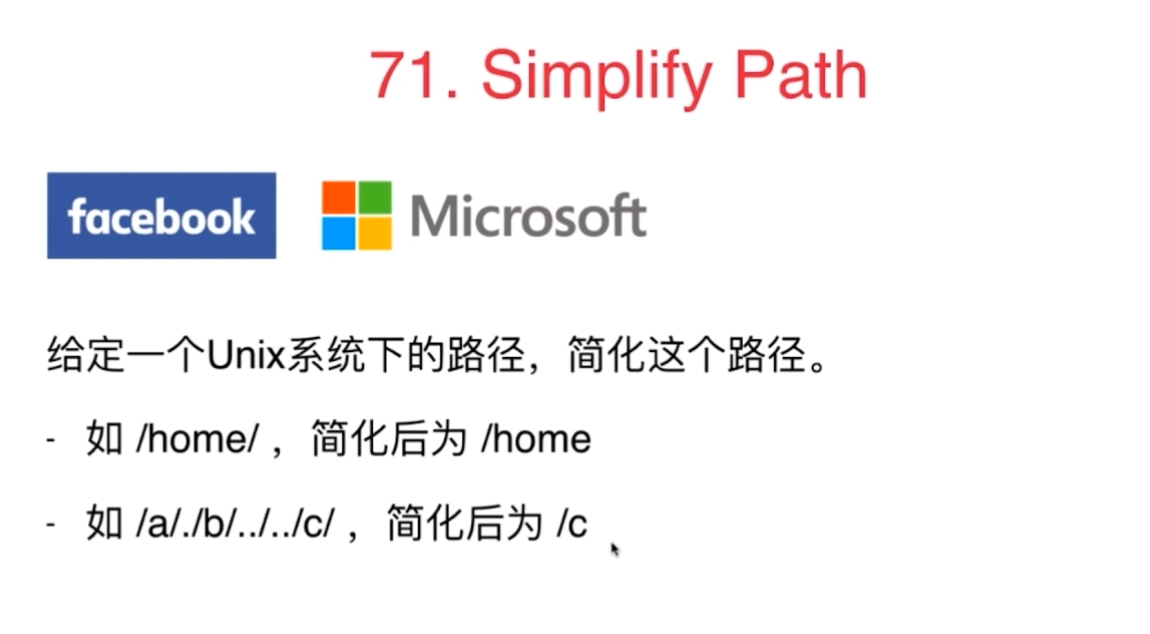 71. Simplify Path
facebook Microsoft
给定一个Unix系统下的路径，简化这个路径。
- 如 /home/ ，简化后为 /home
- 如 /a/./b/../../c/ ，简化后为 /c